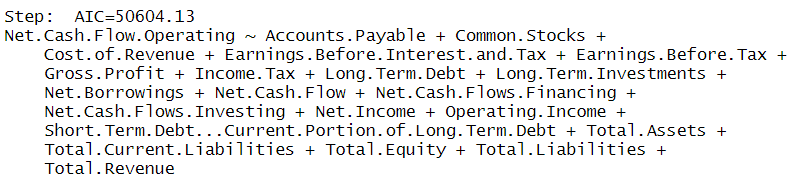 Step:  AIC=50604.13
Net.Cash.Flow.Operating ~ Accounts.Payable + Common.Stocks +
Cost.of.Revenue + Earnings.Before.Interest.and.Tax + Earnings.Before.Tax +
Gross.Profit + Income.Tax + Long.Term.Debt + Long.Term.Investments +
Net.Borrowings + Net.Cash.Flow + Net.Cash.Flows.Financing +
Net.Cash.Flows.Investing + Net.Income + Operating.Income +
Short.Term.Debt...Current.Portion.of.Long.Term.Debt + Total.Assets +
Total.Current.Liabilities + Total.Equity + Total.Liabilities +
Total.Revenue